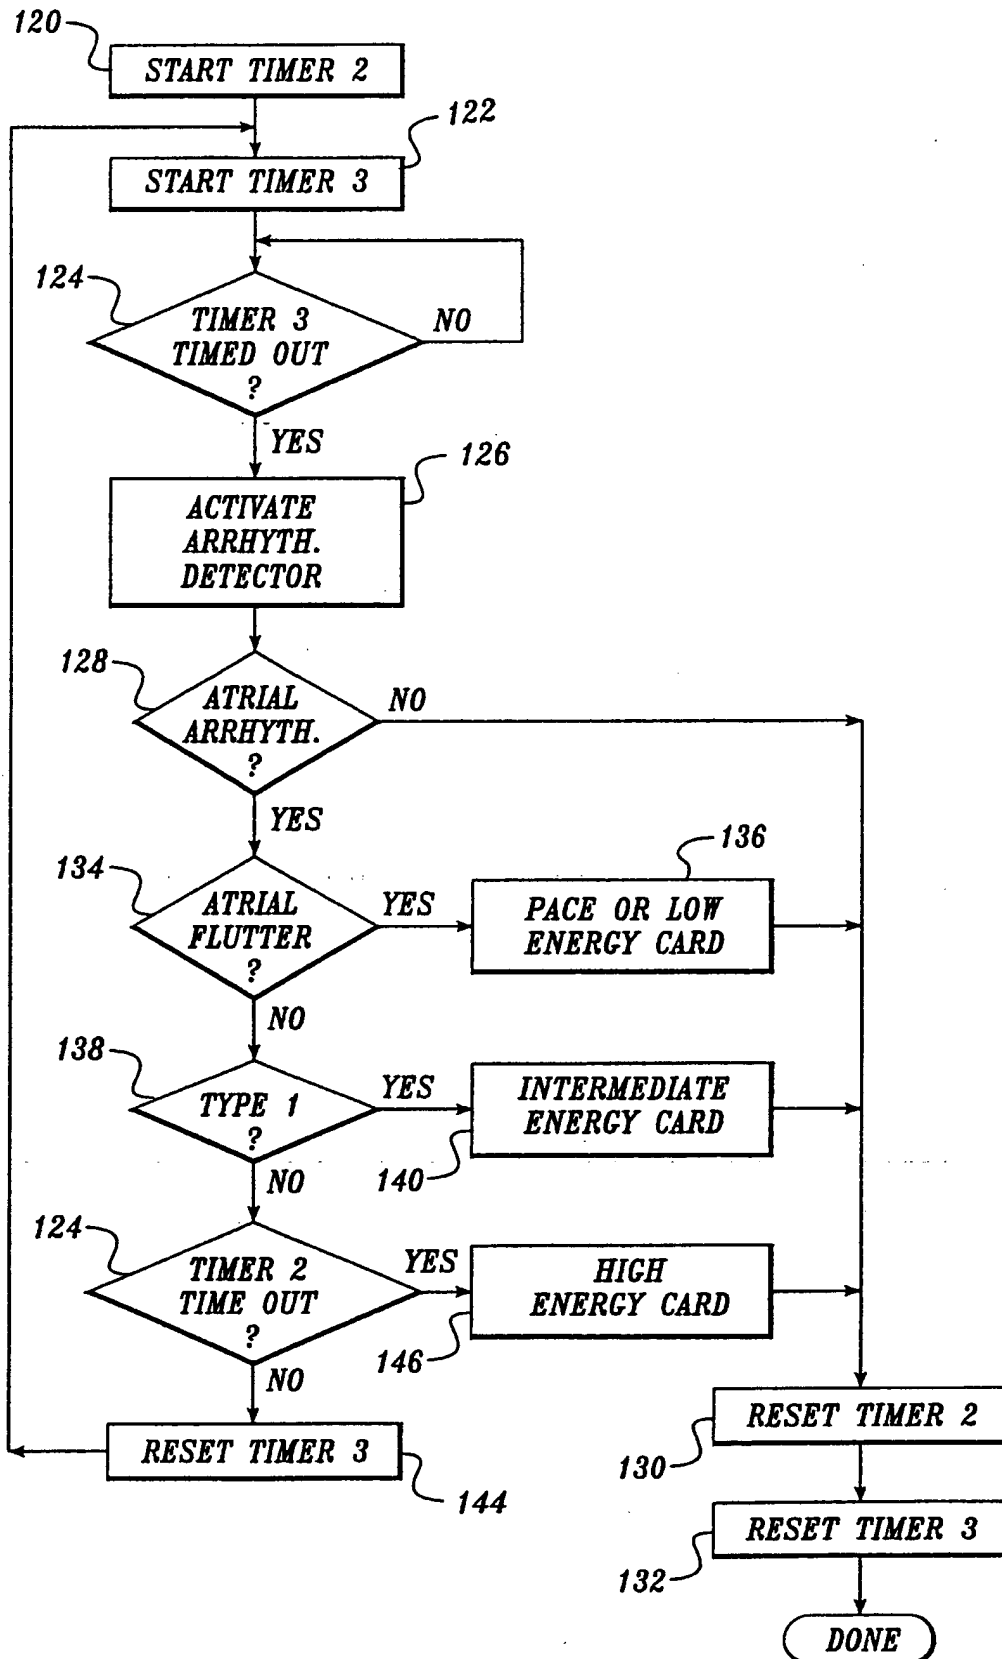 120
START TIMER 2
122
START TIMER 3
124
TIMER 3
TIMED OUT
?
NO
YES
126
ACTIVATE
ARRHYTH.
DETECTOR
128
ATRIAL
ARRHYTH.
?
NO
YES
134
ATRIAL
FLUTTER
?
YES
136
PACE OR LOW
ENERGY CARD
NO
138
TYPE 1
?
YES
INTERMEDIATE
ENERGY CARD
140
NO
124
TIMER 2
TIME OUT
?
YES
HIGH
ENERGY CARD
146
NO
RESET TIMER 3
144
RESET TIMER 2
130
RESET TIMER 3
132
DONE